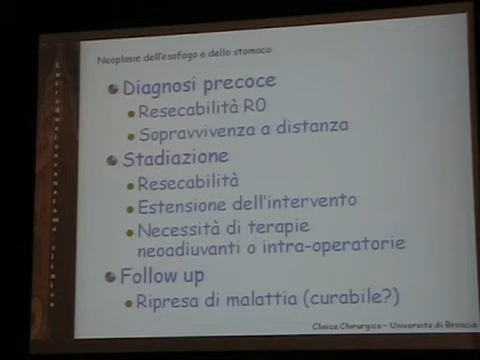 Neoplasie dell'esofago e dello stomaco
Diagnosi precoce
Resecabilità R0
Sopravvivenza a distanza
Stadiazione
Resecabilità
Estensione dell'intervento
Necessità di terapie
neoadiuvanti o intra-operatorie
Follow up
Ripresa di malattia (curabile?)
Clinica Chirurgica - Università di Brescia